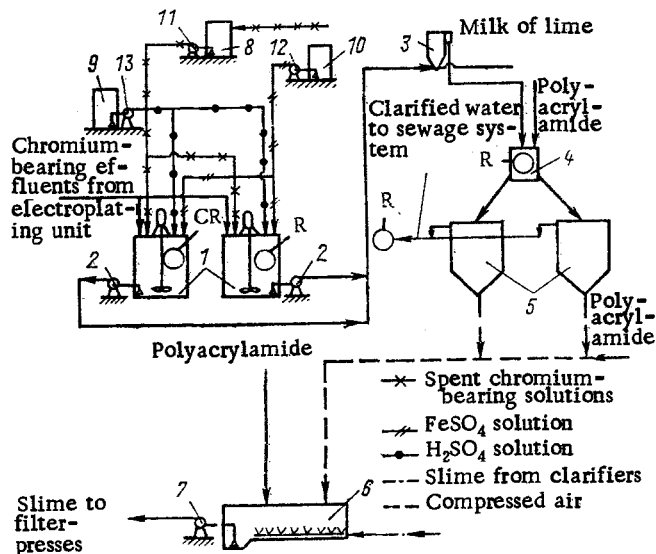 11
8
12
10
3
Milk of lime
9
13
Clarified water
to sewage sys-
tem
Poly-
acryl-
amide
Chromium-
bearing ef-
fluents from
electroplat-
ing unit
R
4
CR
R
R
2
1
2
5
Poly-
acryl-
amide
Polyacrylamide
Spent chromium-
bearing solutions
FeSO₄ solution
H₂SO₄ solution
Slime from clarifiers
Compressed air
7
6
Slime to
filter-
presses